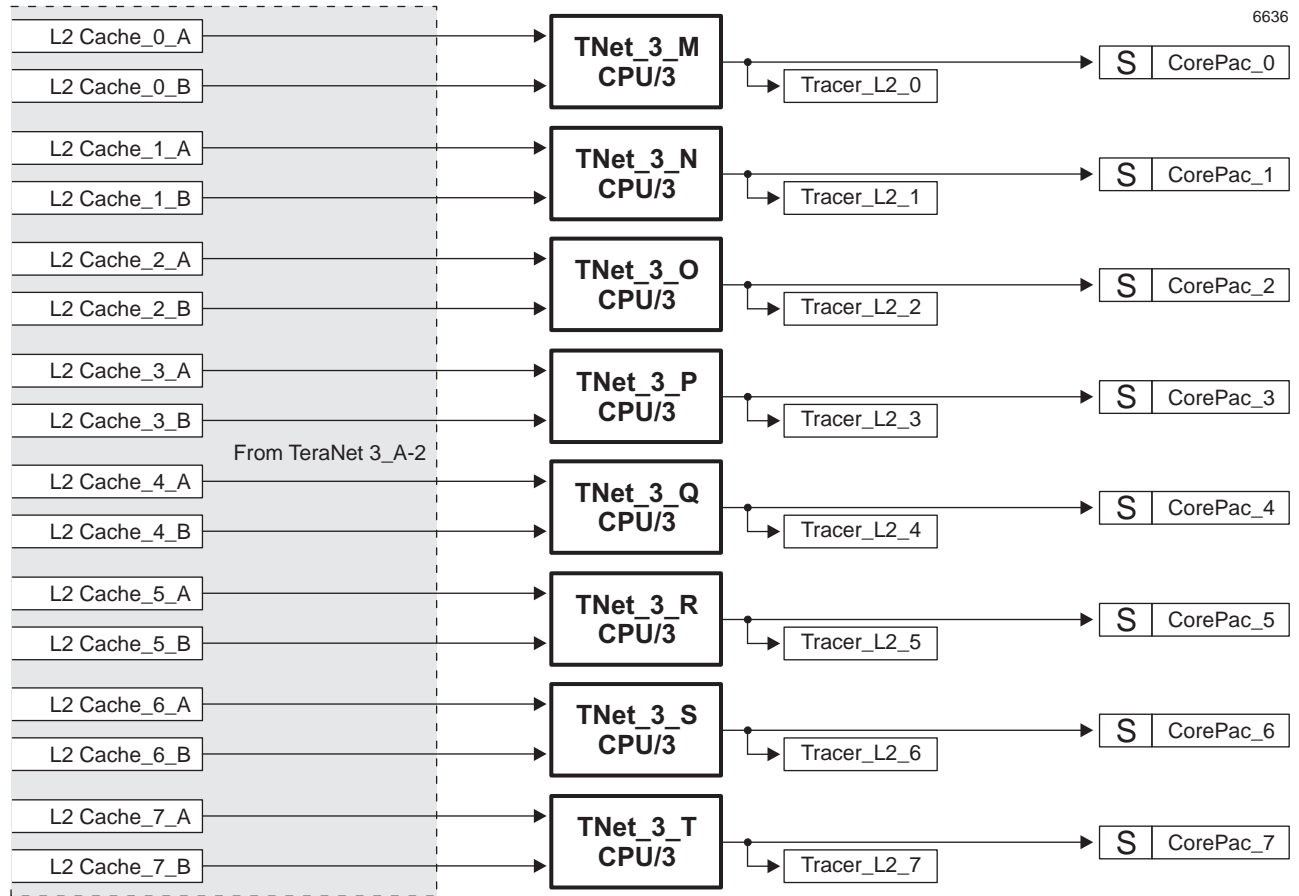 6636
L2 Cache_0_A
L2 Cache_0_B
TNet_3_M
CPU/3
Tracer_L2_0
S CorePac_0
L2 Cache_1_A
L2 Cache_1_B
TNet_3_N
CPU/3
Tracer_L2_1
S CorePac_1
L2 Cache_2_A
L2 Cache_2_B
TNet_3_O
CPU/3
Tracer_L2_2
S CorePac_2
L2 Cache_3_A
L2 Cache_3_B
TNet_3_P
CPU/3
Tracer_L2_3
S CorePac_3
From TeraNet 3_A-2
L2 Cache_4_A
L2 Cache_4_B
TNet_3_Q
CPU/3
Tracer_L2_4
S CorePac_4
L2 Cache_5_A
L2 Cache_5_B
TNet_3_R
CPU/3
Tracer_L2_5
S CorePac_5
L2 Cache_6_A
L2 Cache_6_B
TNet_3_S
CPU/3
Tracer_L2_6
S CorePac_6
L2 Cache_7_A
L2 Cache_7_B
TNet_3_T
CPU/3
Tracer_L2_7
S CorePac_7